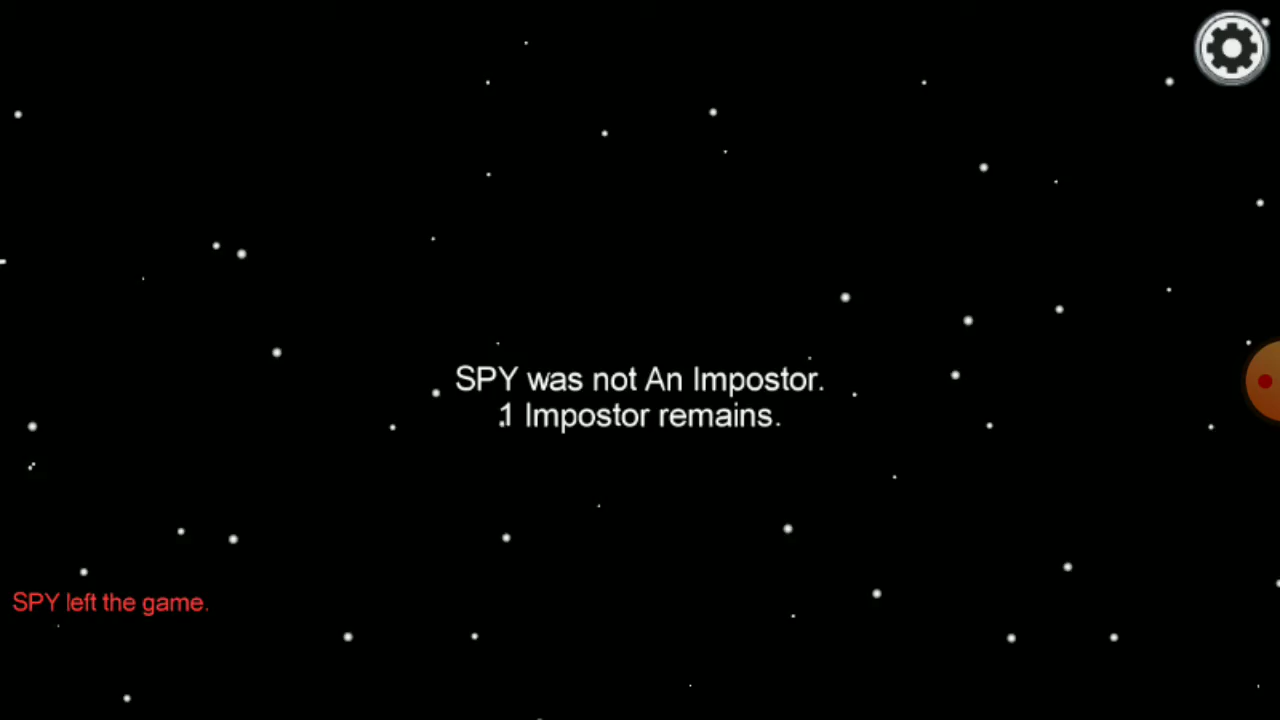 SPY was not An Impostor.
1 Impostor remains.
SPY left the game.